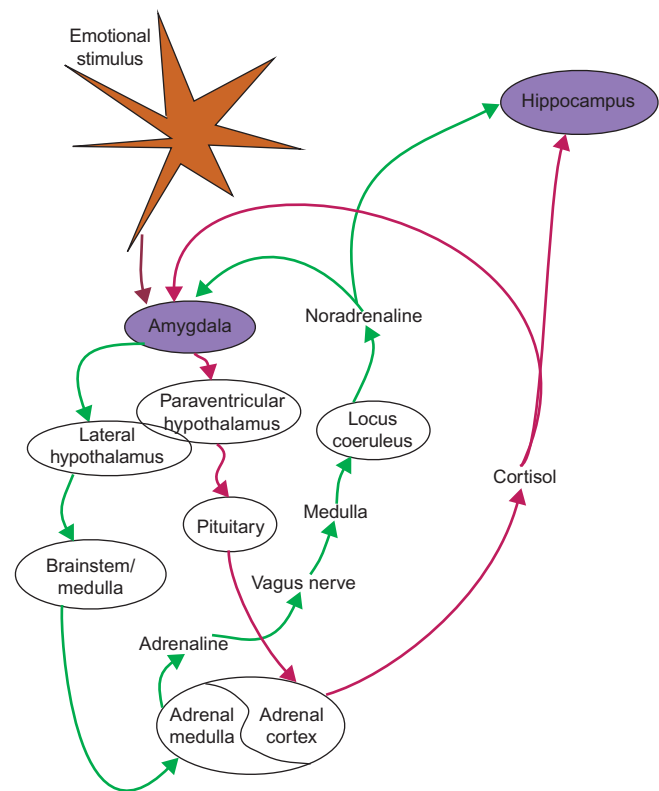 Emotional
stimulus
Hippocampus
Noradrenaline
Amygdala
Paraventricular
hypothalamus
Locus
coeruleus
Lateral
hypothalamus
Cortisol
Medulla
Pituitary
Brainstem/
medulla
Vagus nerve
Adrenaline
Adrenal
medulla
Adrenal
cortex